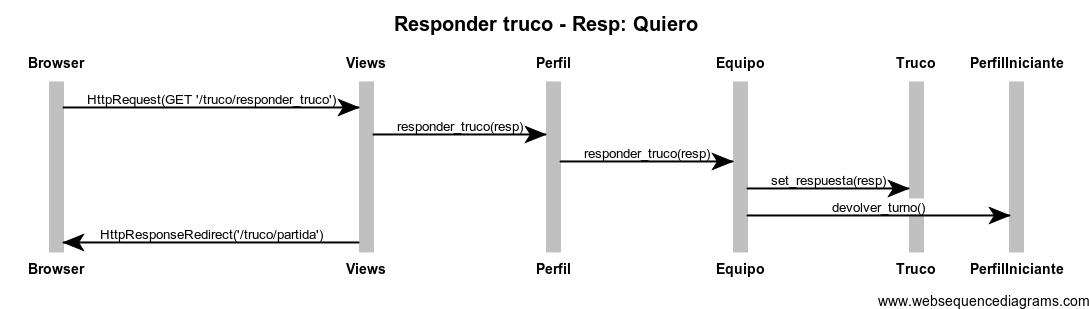 Responder truco - Resp: Quiero
Browser Views Perfil Equipo Truco PerfilIniciante
HttpRequest(GET '/truco/responder_truco')
responder_truco(resp)
responder_truco(resp)
set_respuesta(resp)
devolver_turno()
HttpResponseRedirect('/truco/partida')
Browser Views Perfil Equipo Truco PerfilIniciante
www.websequencediagrams.com